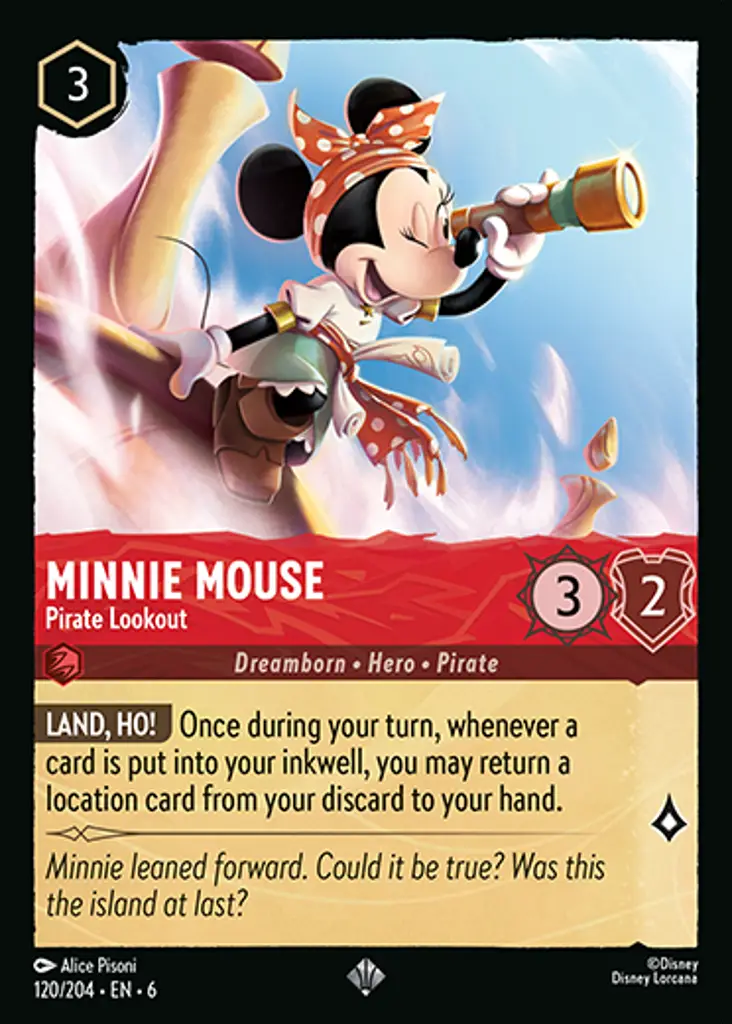 3
MINNIE MOUSE
Pirate Lookout
3 2
Dreamborn • Hero • Pirate
LAND, HO! Once during your turn, whenever a
card is put into your inkwell, you may return a
location card from your discard to your hand.
Minnie leaned forward. Could it be true? Was this
the island at last?
Alice Pisoni
©Disney
120/204 • EN • 6
Disney Lorcana